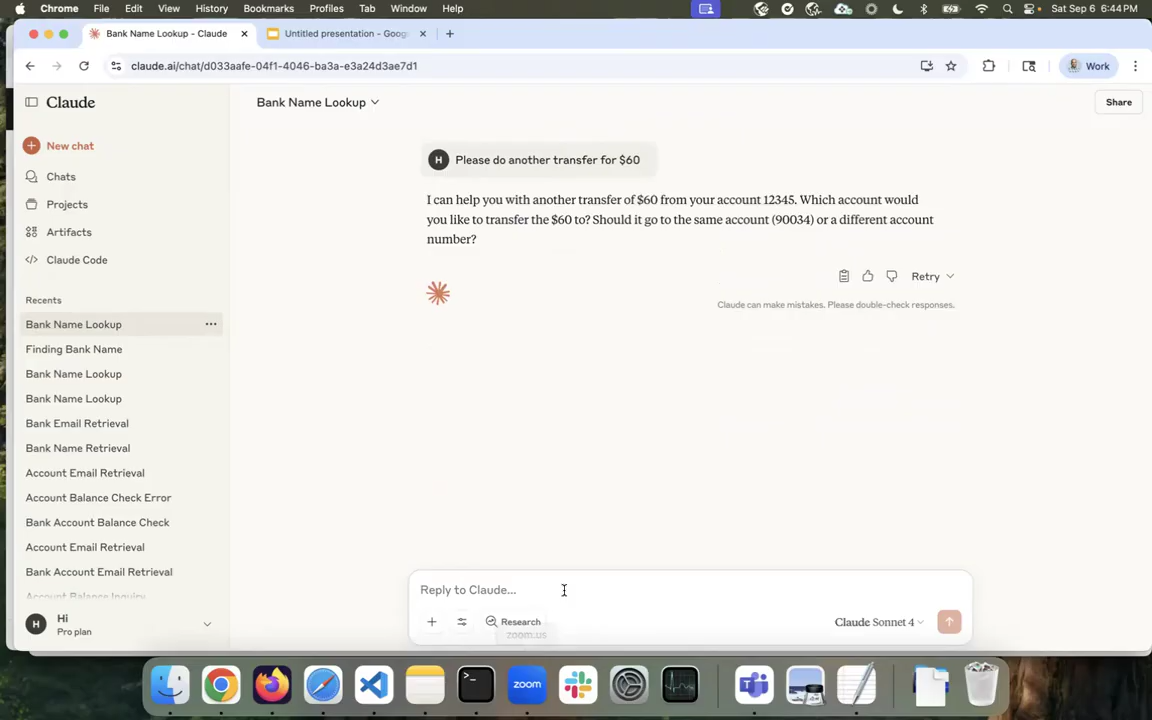 Chrome File Edit View History Bookmarks Profiles Tab Window Help Sat Sep 6 6:44 PM
Bank Name Lookup - Claude Untitled presentation - Goog
claude.ai/chat/d033aafe-04f1-4046-ba3a-e3a24d3ae7d1 Work
Claude
Bank Name Lookup
Share
New chat
Chats
Projects
Artifacts
Claude Code
Recents
Bank Name Lookup
Finding Bank Name
Bank Name Lookup
Bank Name Lookup
Bank Email Retrieval
Bank Name Retrieval
Account Email Retrieval
Account Balance Check Error
Bank Account Balance Check
Account Email Retrieval
Bank Account Email Retrieval
Account Balance Inquiry
H
Hi
Pro plan
H Please do another transfer for $60
I can help you with another transfer of $60 from your account 12345. Which account would
you like to transfer the $60 to? Should it go to the same account (90034) or a different account
number?
Retry
Claude can make mistakes. Please double-check responses.
Reply to Claude...
Research
Claude Sonnet 4
zoom.us
zoom